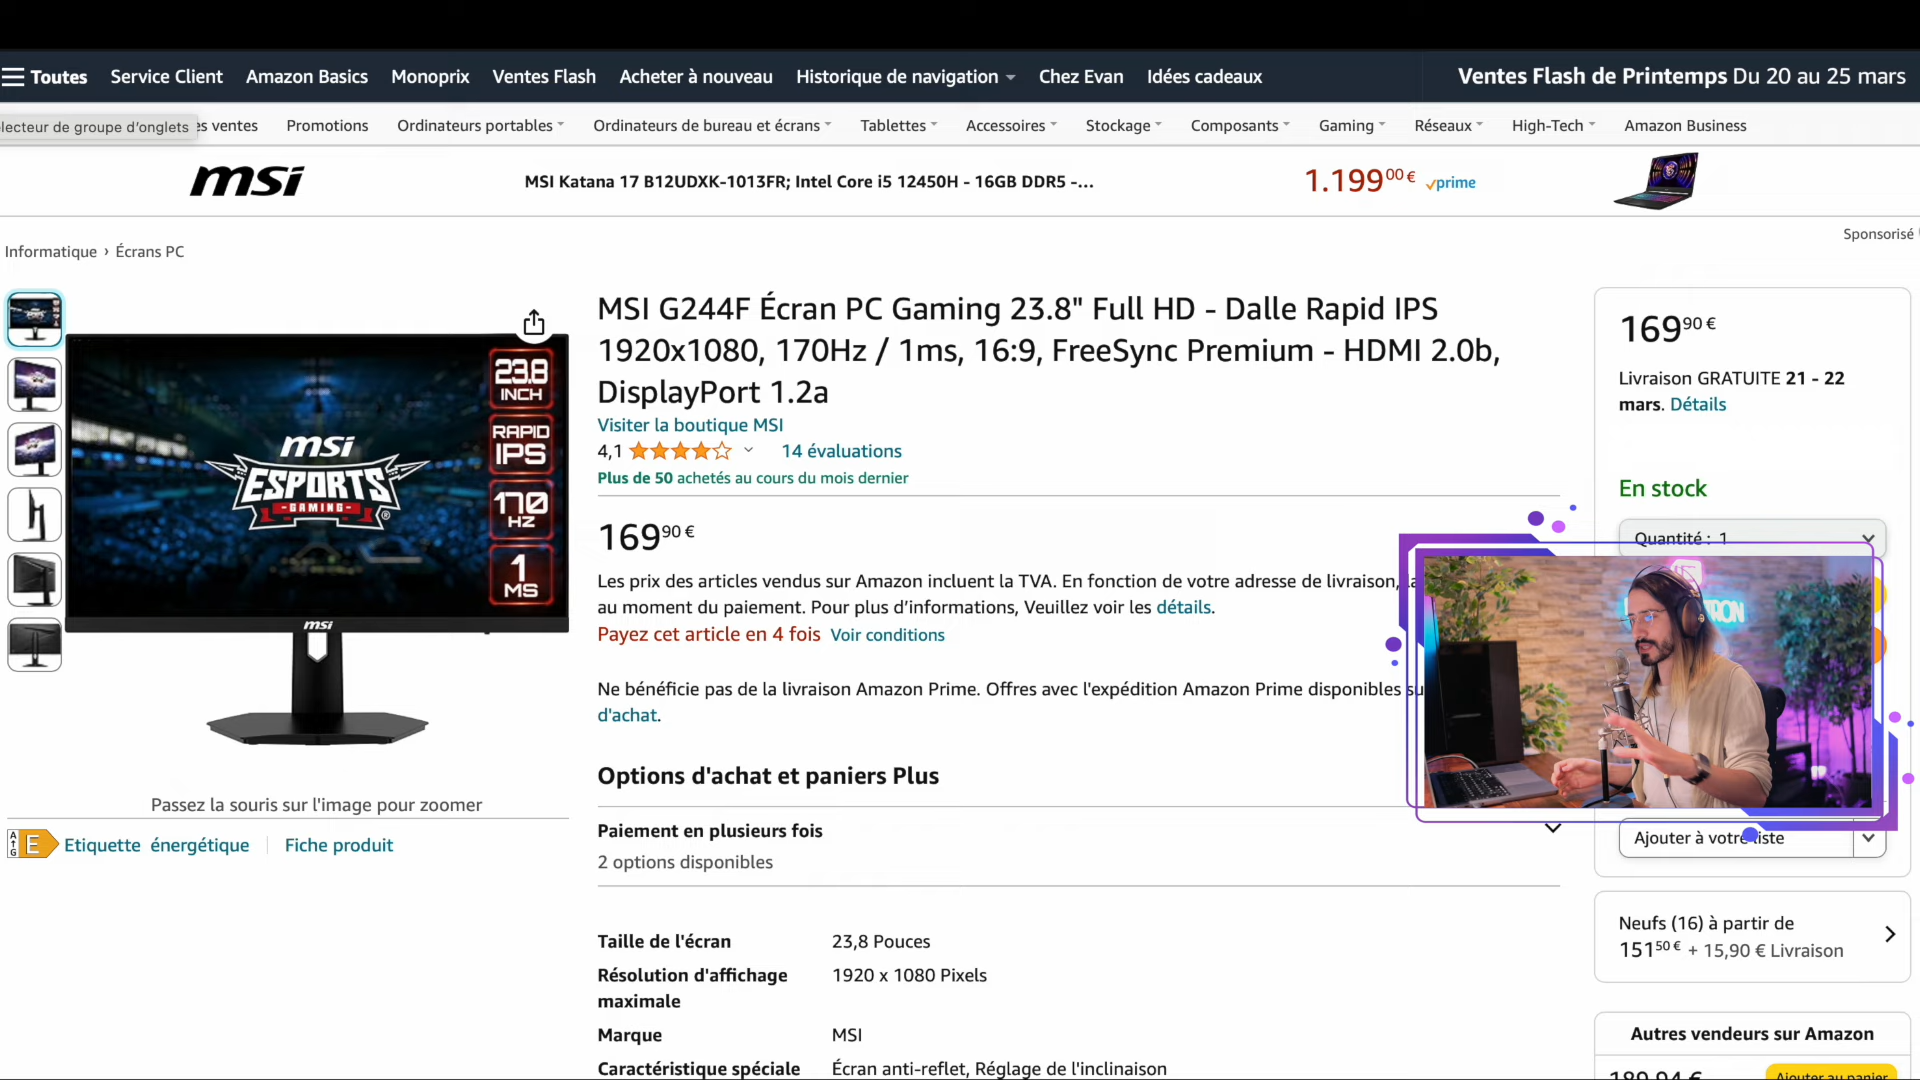 Toutes
Service Client
Amazon Basics
Monoprix
Ventes Flash
Acheter à nouveau
Historique de navigation
Chez Evan
Idées cadeaux
Ventes Flash de Printemps Du 20 au 25 mars
électeur de groupe d'onglets
es ventes
Promotions
Ordinateurs portables
Ordinateurs de bureau et écrans
Tablettes
Accessoires
Stockage
Composants
Gaming
Réseaux
High-Tech
Amazon Business
msi
MSI Katana 17 B12UDXK-1013FR; Intel Core i5 12450H - 16GB DDR5 -...
1.199 00 €
prime
Sponsorisé
Informatique › Écrans PC
msi
ESPORTS
- GAMING -
®
23.8
INCH
RAPID
IPS
170
HZ
1
MS
msi
Passez la souris sur l'image pour zoomer
A
G
E
Etiquette énergétique
Fiche produit
MSI G244F Écran PC Gaming 23.8" Full HD - Dalle Rapid IPS
1920x1080, 170Hz / 1ms, 16:9, FreeSync Premium - HDMI 2.0b,
DisplayPort 1.2a
Visiter la boutique MSI
4,1
14 évaluations
Plus de 50 achetés au cours du mois dernier
169 90 €
Les prix des articles vendus sur Amazon incluent la TVA. En fonction de votre adresse de livraison, la
au moment du paiement. Pour plus d'informations, Veuillez voir les détails.
Payez cet article en 4 fois Voir conditions
Ne bénéficie pas de la livraison Amazon Prime. Offres avec l'expédition Amazon Prime disponibles su
d'achat.
Options d'achat et paniers Plus
Paiement en plusieurs fois
2 options disponibles
Taille de l'écran 23,8 Pouces
Résolution d'affichage 1920 x 1080 Pixels
maximale
Marque MSI
Caractéristique spéciale Écran anti-reflet, Réglage de l'inclinaison
169 90 €
Livraison GRATUITE 21 - 22
mars. Détails
En stock
Quantité : 1
Ajouter à votre liste
Neufs (16) à partir de
151 50 € + 15,90 € Livraison
Autres vendeurs sur Amazon
189,94 €
Ajouter au panier